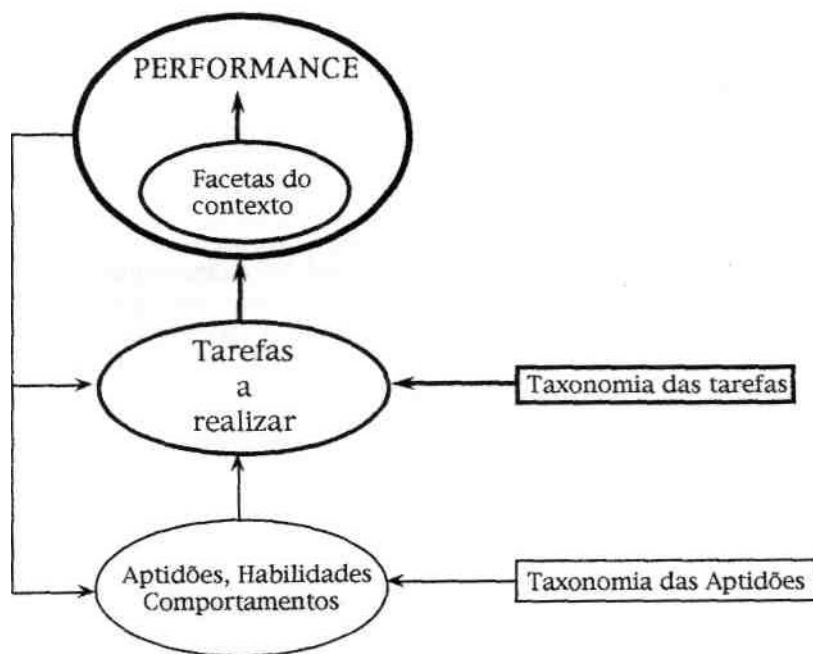 PERFORMANCE
Facetas do
contexto
Tarefas
a
realizar
Taxonomia das tarefas
Aptidões, Habilidades
Comportamentos
Taxonomia das Aptidões